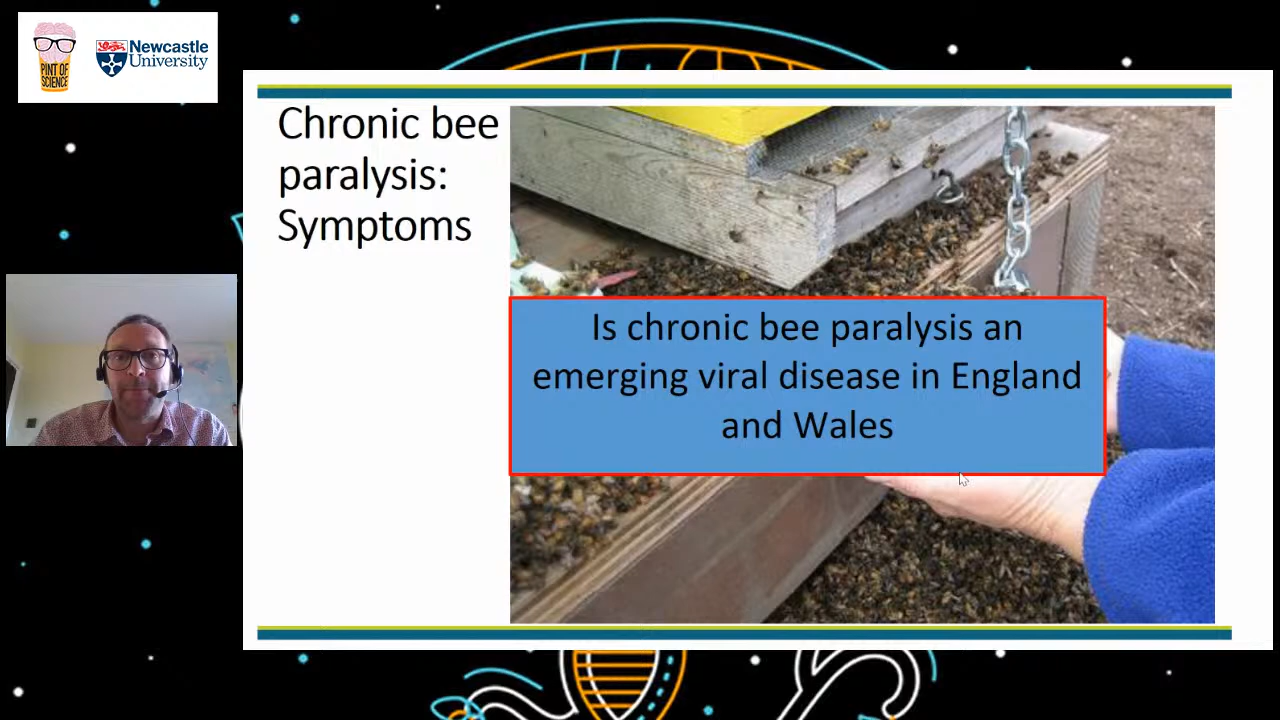 PINT OF
SCIENCE
Newcastle
University
Chronic bee
paralysis:
Symptoms
Is chronic bee paralysis an
emerging viral disease in England
and Wales